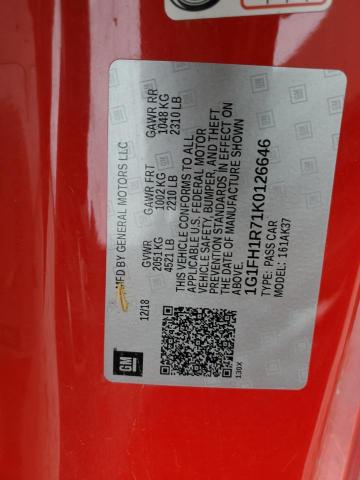 MFD BY GENERAL MOTORS LLC
12/18
GVWR
2051 KG
4521 LB
GAWR FRT
1002 KG
2210 LB
GAWR RR
1048 KG
2310 LB
THIS VEHICLE CONFORMS TO ALL
APPLICABLE U.S. FEDERAL MOTOR
VEHICLE SAFETY, BUMPER, AND THEFT
PREVENTION STANDARDS IN EFFECT ON
THE DATE OF MANUFACTURE SHOWN
ABOVE.
1G1FH1R71K0126646
TYPE: PASS CAR
MODEL: 161AK37
GM
130X